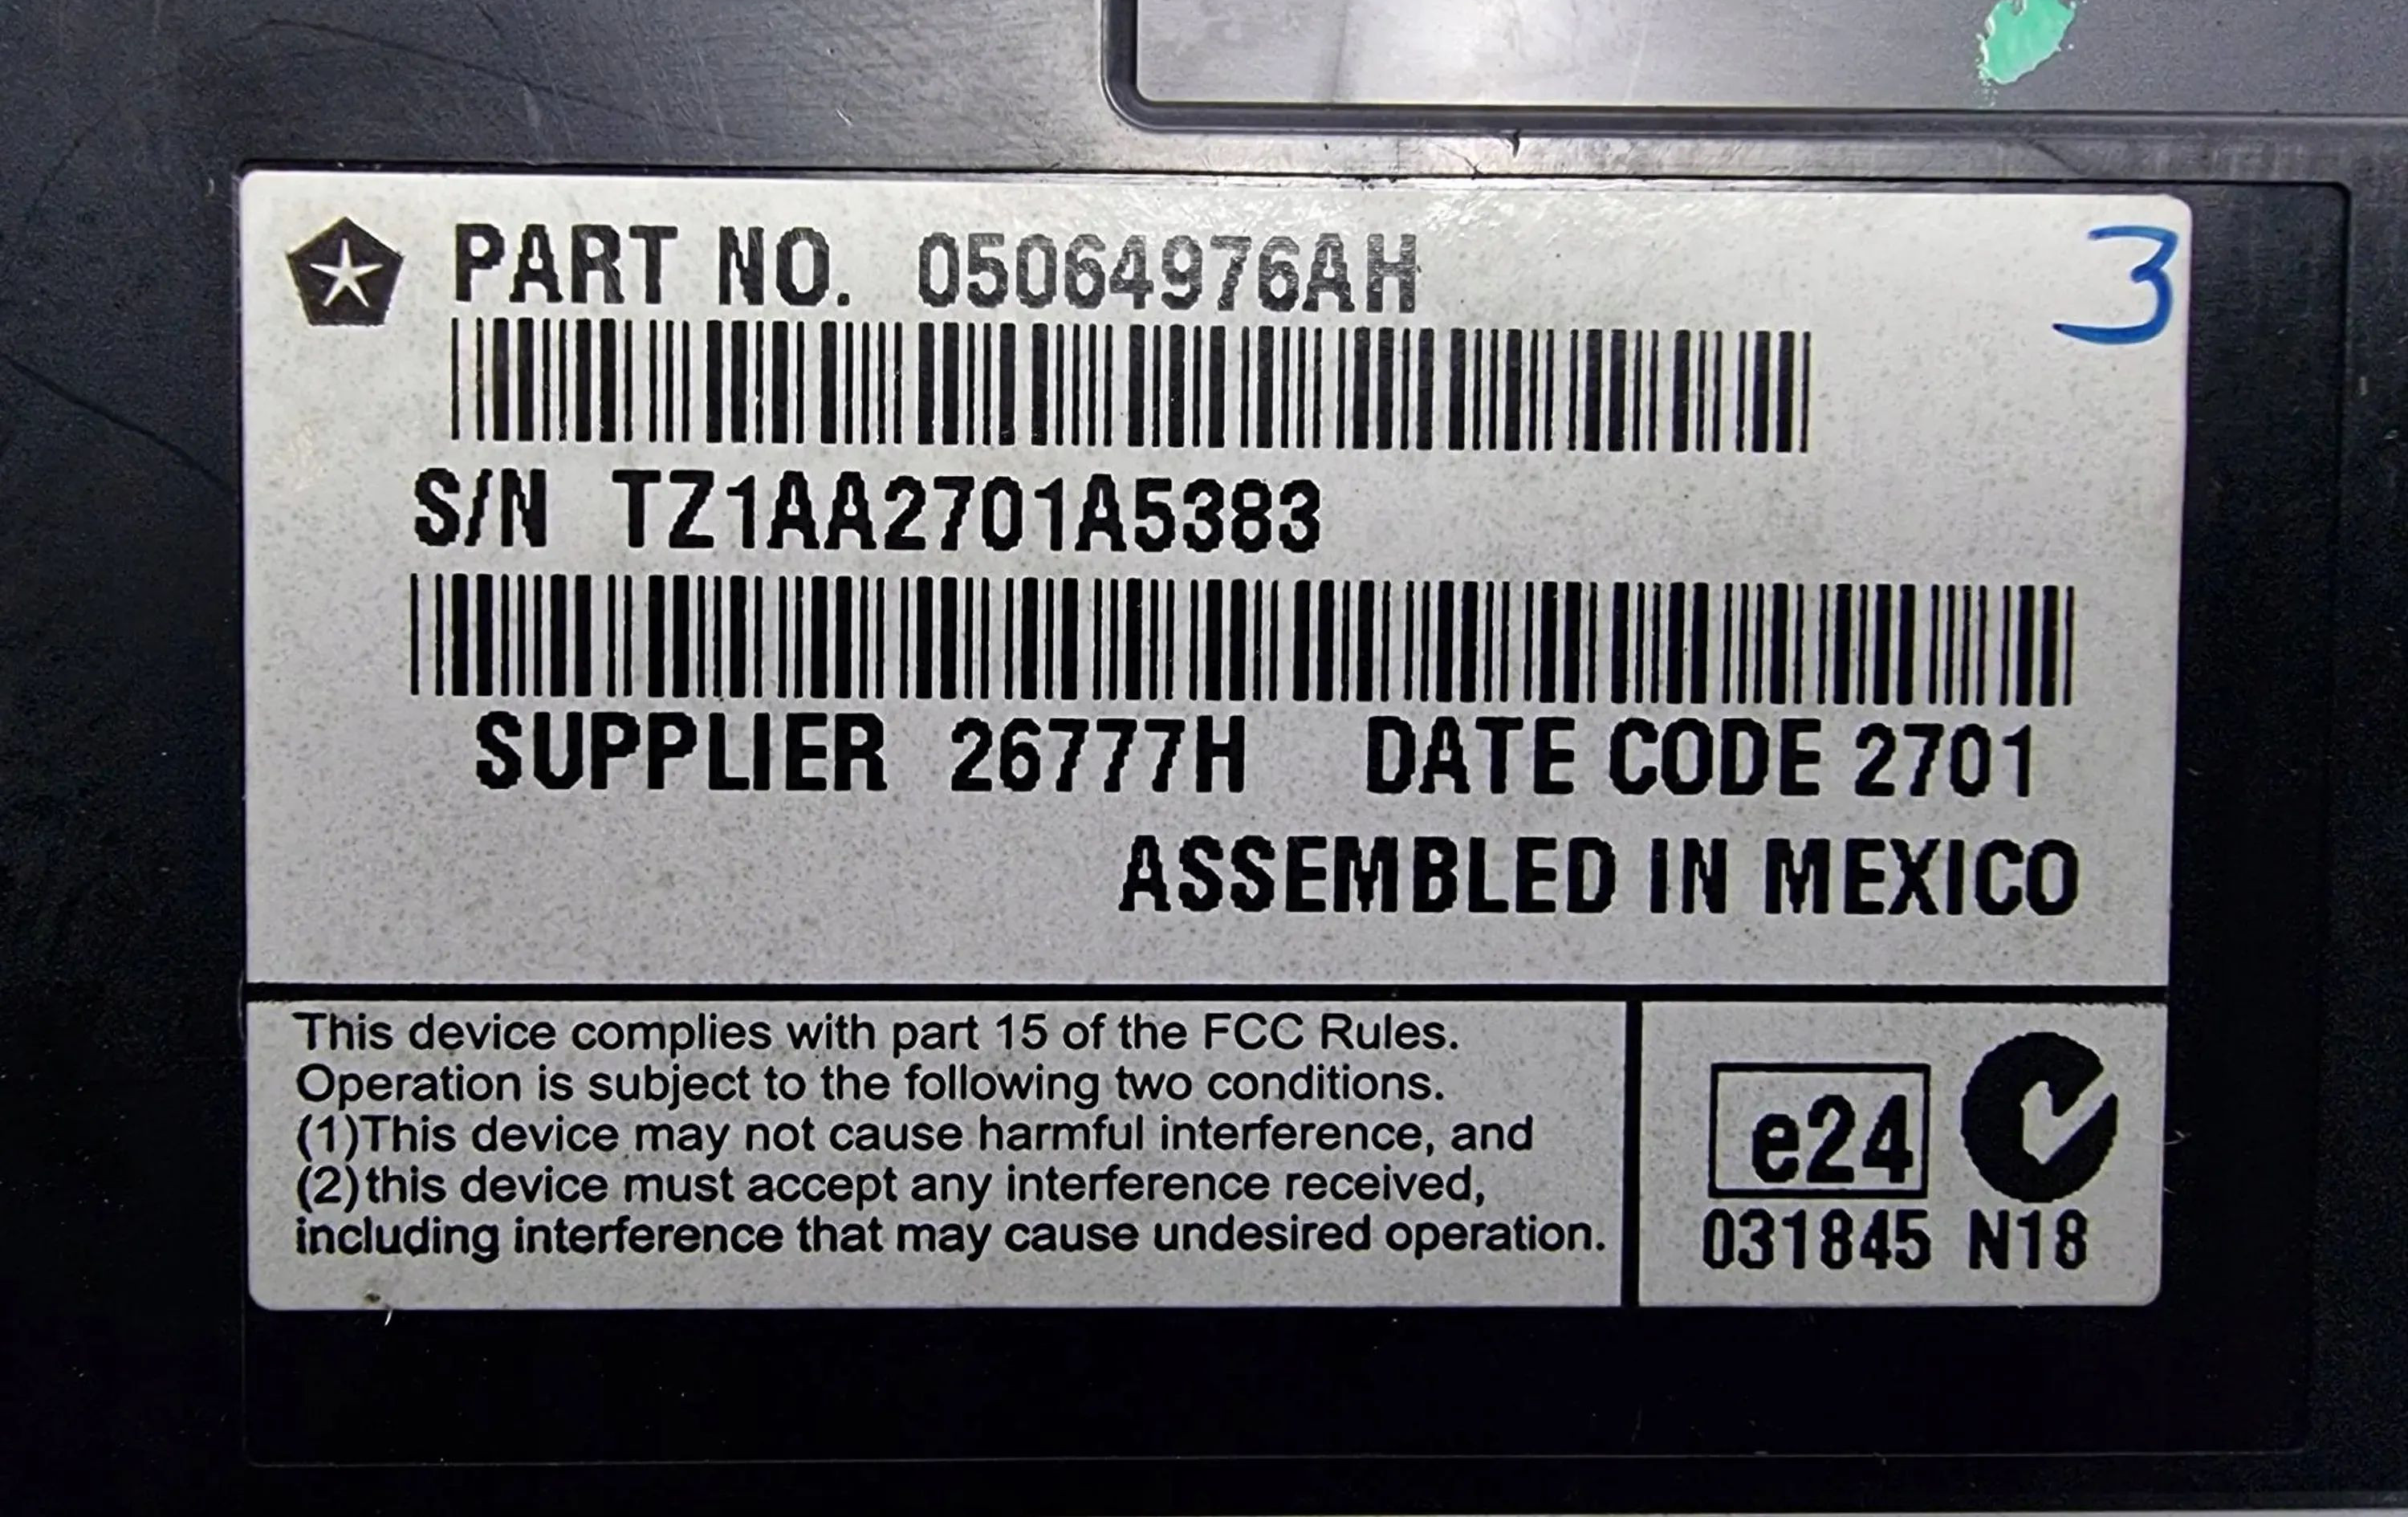 PART NO. 05064976AH
3
S/N TZ1AA2701A5383
SUPPLIER 26777H DATE CODE 2701
ASSEMBLED IN MEXICO
This device complies with part 15 of the FCC Rules.
Operation is subject to the following two conditions.
(1)This device may not cause harmful interference, and
(2)this device must accept any interference received,
including interference that may cause undesired operation.
e24
031845 N18